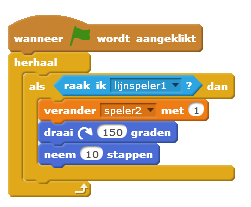 wanneer wordt aangeklikt
herhaal
als raak ik lijnspeler1 ? dan
verander speler2 met 1
draai 150 graden
neem 10 stappen